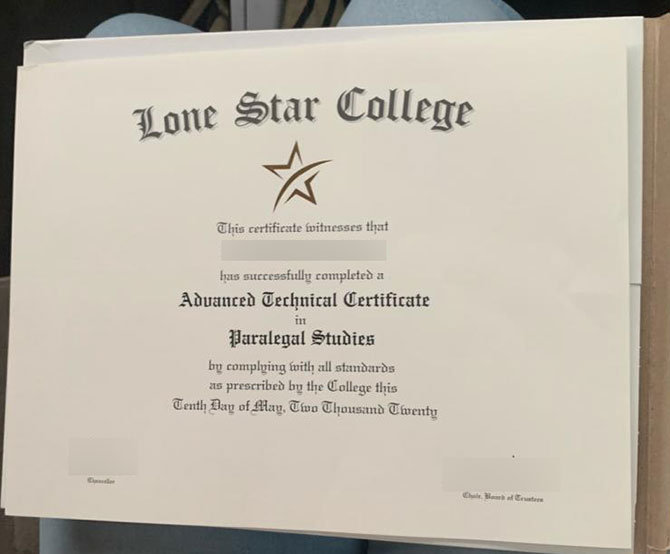 Lone Star College
This certificate witnesses that
has successfully completed a
Advanced Technical Certificate
in
Paralegal Studies
by complying with all standards
as prescribed by the College this
Tenth Day of May, Two Thousand Twenty
Chancellor
Chair, Board of Trustees